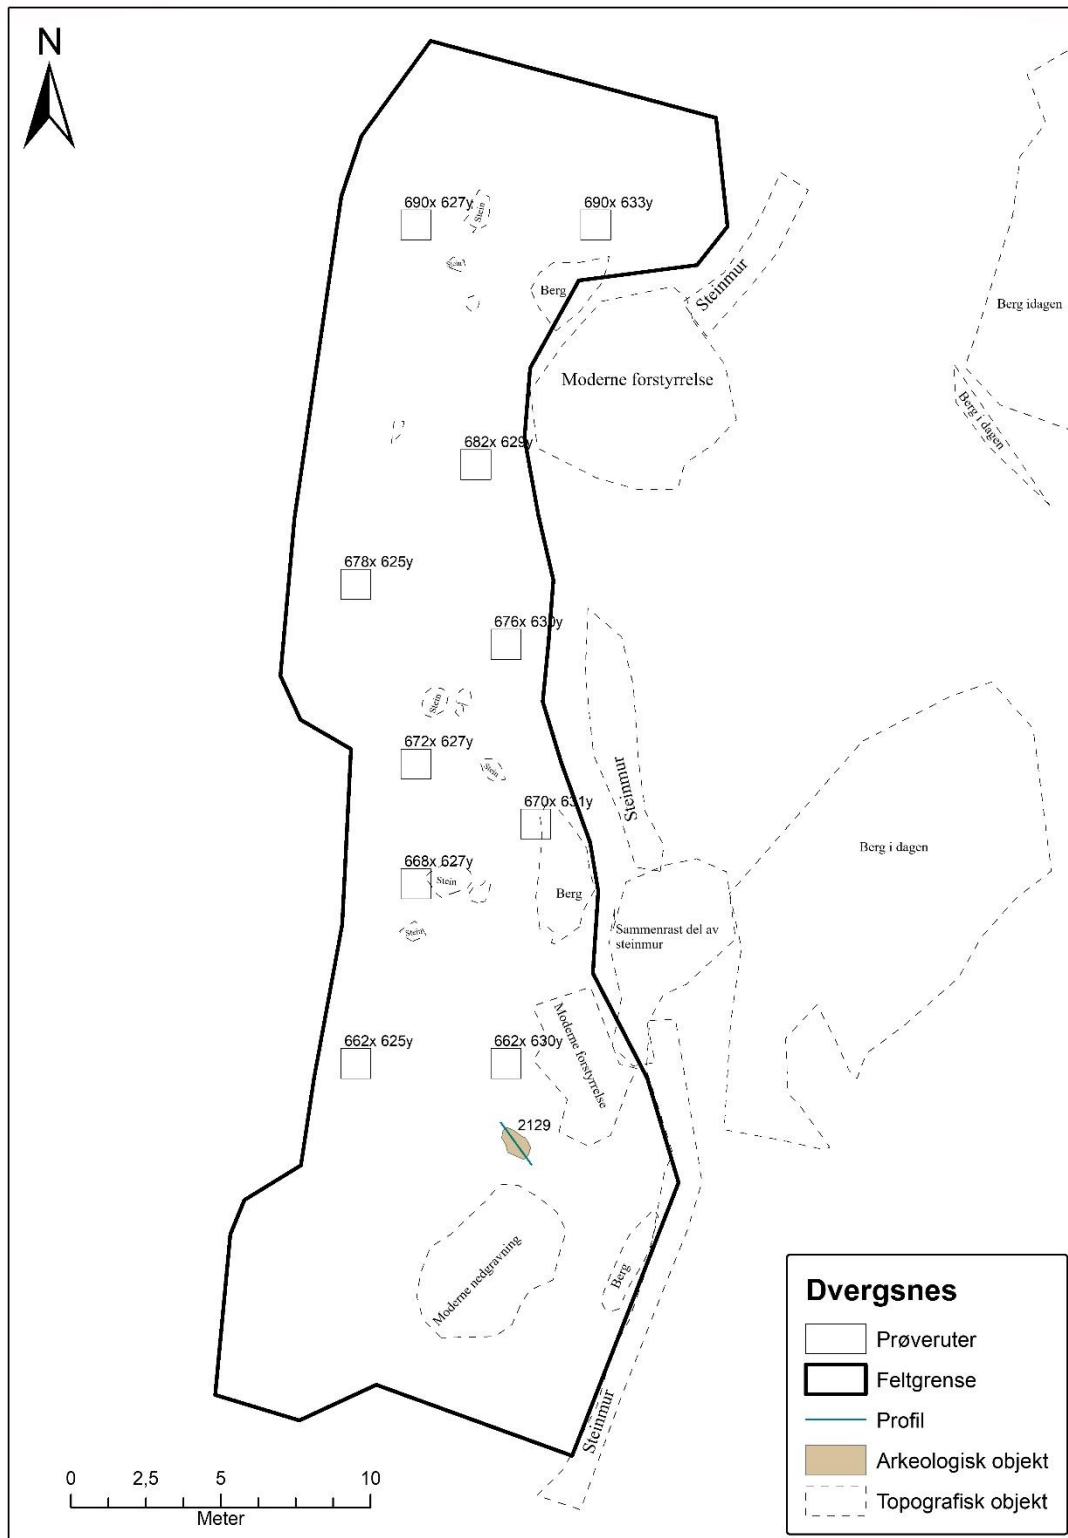 N
690x 627y
690x 633y
Stein
Stein
Berg
Steinmur
Berg idagen
Moderne forstyrrelse
Berg i dagen
682x 629y
678x 625y
676x 630y
Stein
672x 627y
Stein
Steinmur
670x 631y
668x 627y
Stein
Berg
Berg i dagen
Stein
Sammenrast del av
steinmur
Moderne forstyrrelse
662x 625y
662x 630y
2129
Moderne nedgravning
Berg
Steinmur
Dvergsnes
Prøveruter
Feltgrense
Profil
Arkeologisk objekt
Topografisk objekt
0 2,5 5 10
Meter